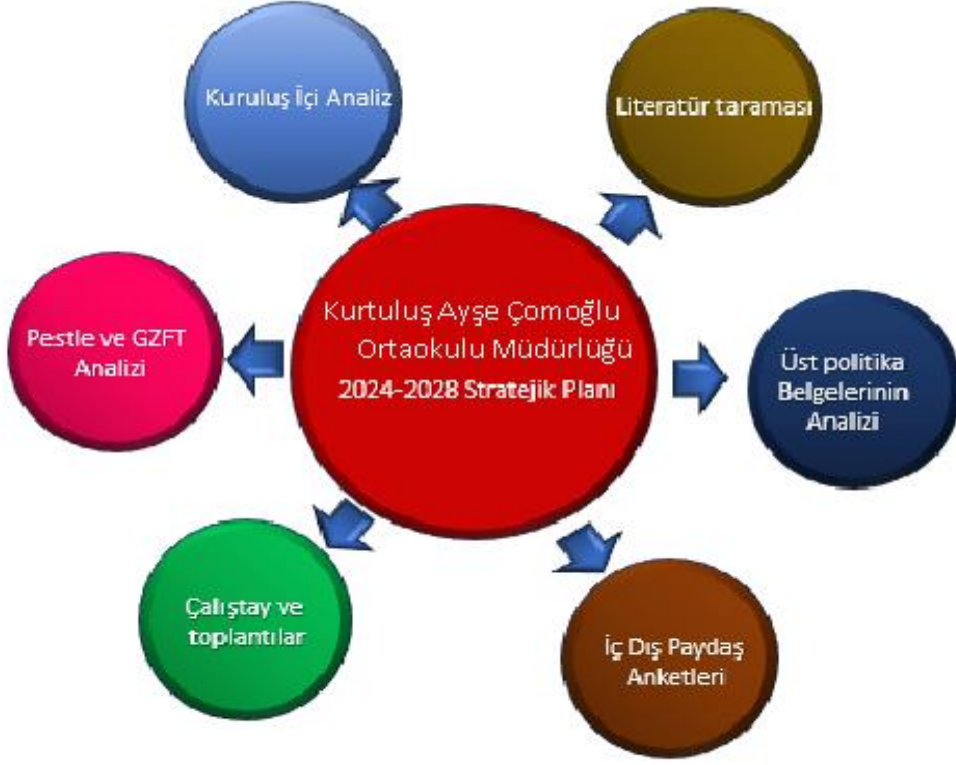 Kuruluş İçi Analiz
Literatür taraması
Kurtuluş Ayşe Çomoğlu
Ortaokulu Müdürlüğü
2024-2028 Stratejik Planı
Pestle ve GZFT
Analizi
Üst politika
Belgelerinin
Analizi
Çalıştay ve
toplantılar
İç Dış Paydaş
Anketleri